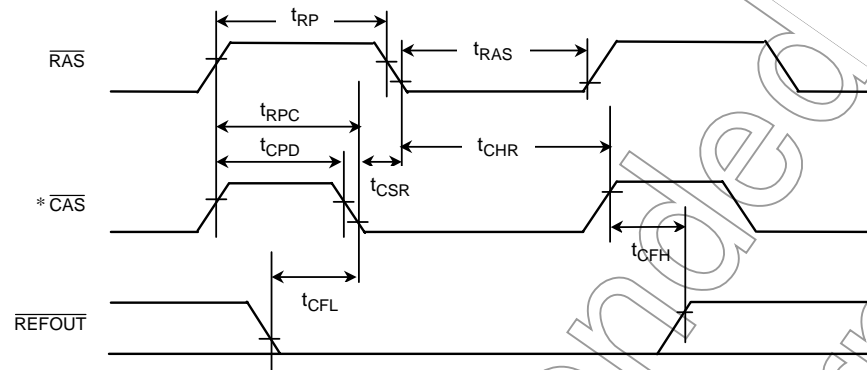 tRP
RAS
tRAS
tRPC
tCPD
tCHR
tCSR
* CAS
tCFH
tCFL
REFOUT